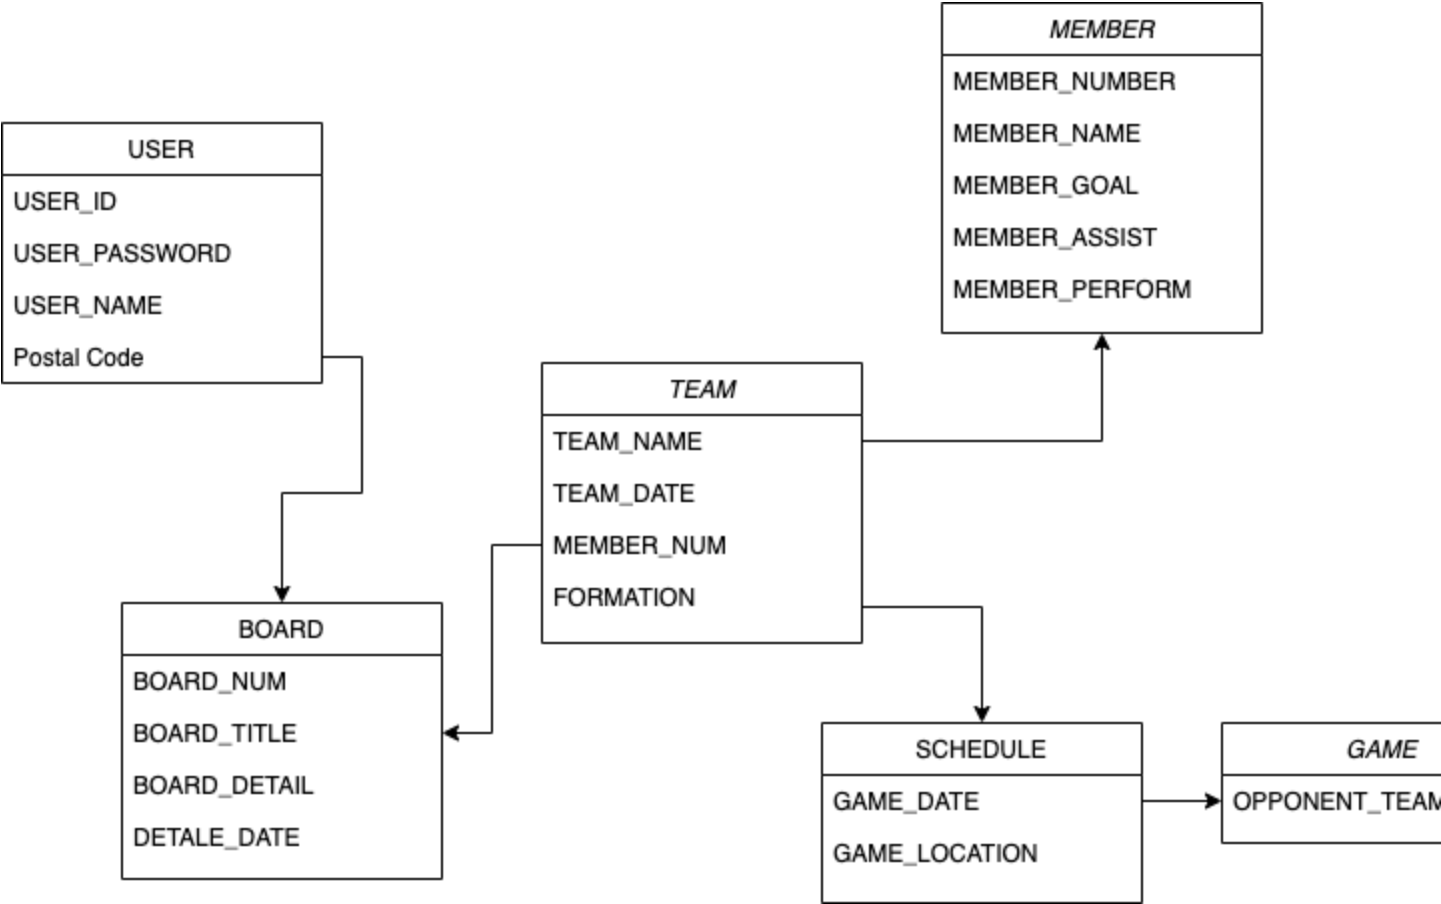 MEMBER
MEMBER_NUMBER
MEMBER_NAME
MEMBER_GOAL
MEMBER_ASSIST
MEMBER_PERFORM
USER
USER_ID
USER_PASSWORD
USER_NAME
Postal Code
TEAM
TEAM_NAME
TEAM_DATE
MEMBER_NUM
FORMATION
BOARD
BOARD_NUM
BOARD_TITLE
BOARD_DETAIL
DETALE_DATE
SCHEDULE
GAME_DATE
GAME_LOCATION
GAME
OPPONENT_TEAM